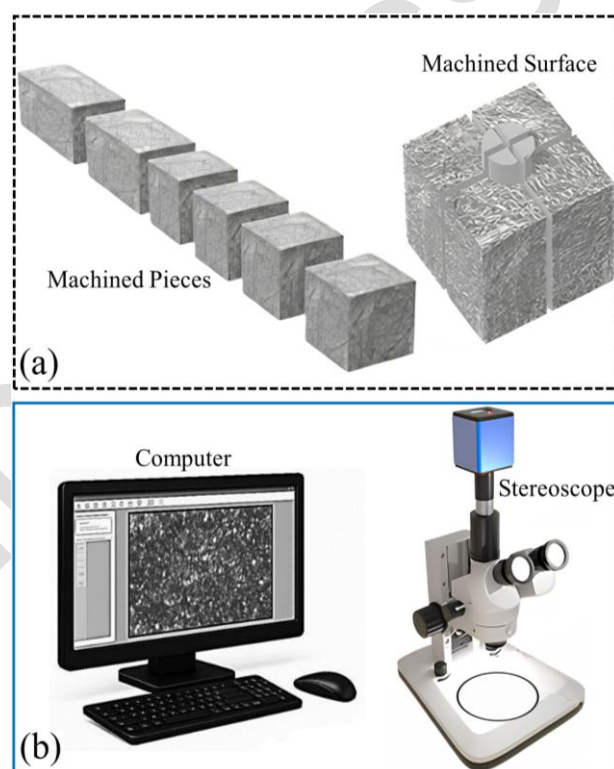 Machined Surface
Machined Pieces
(a)
Computer
Stereoscope
(b)